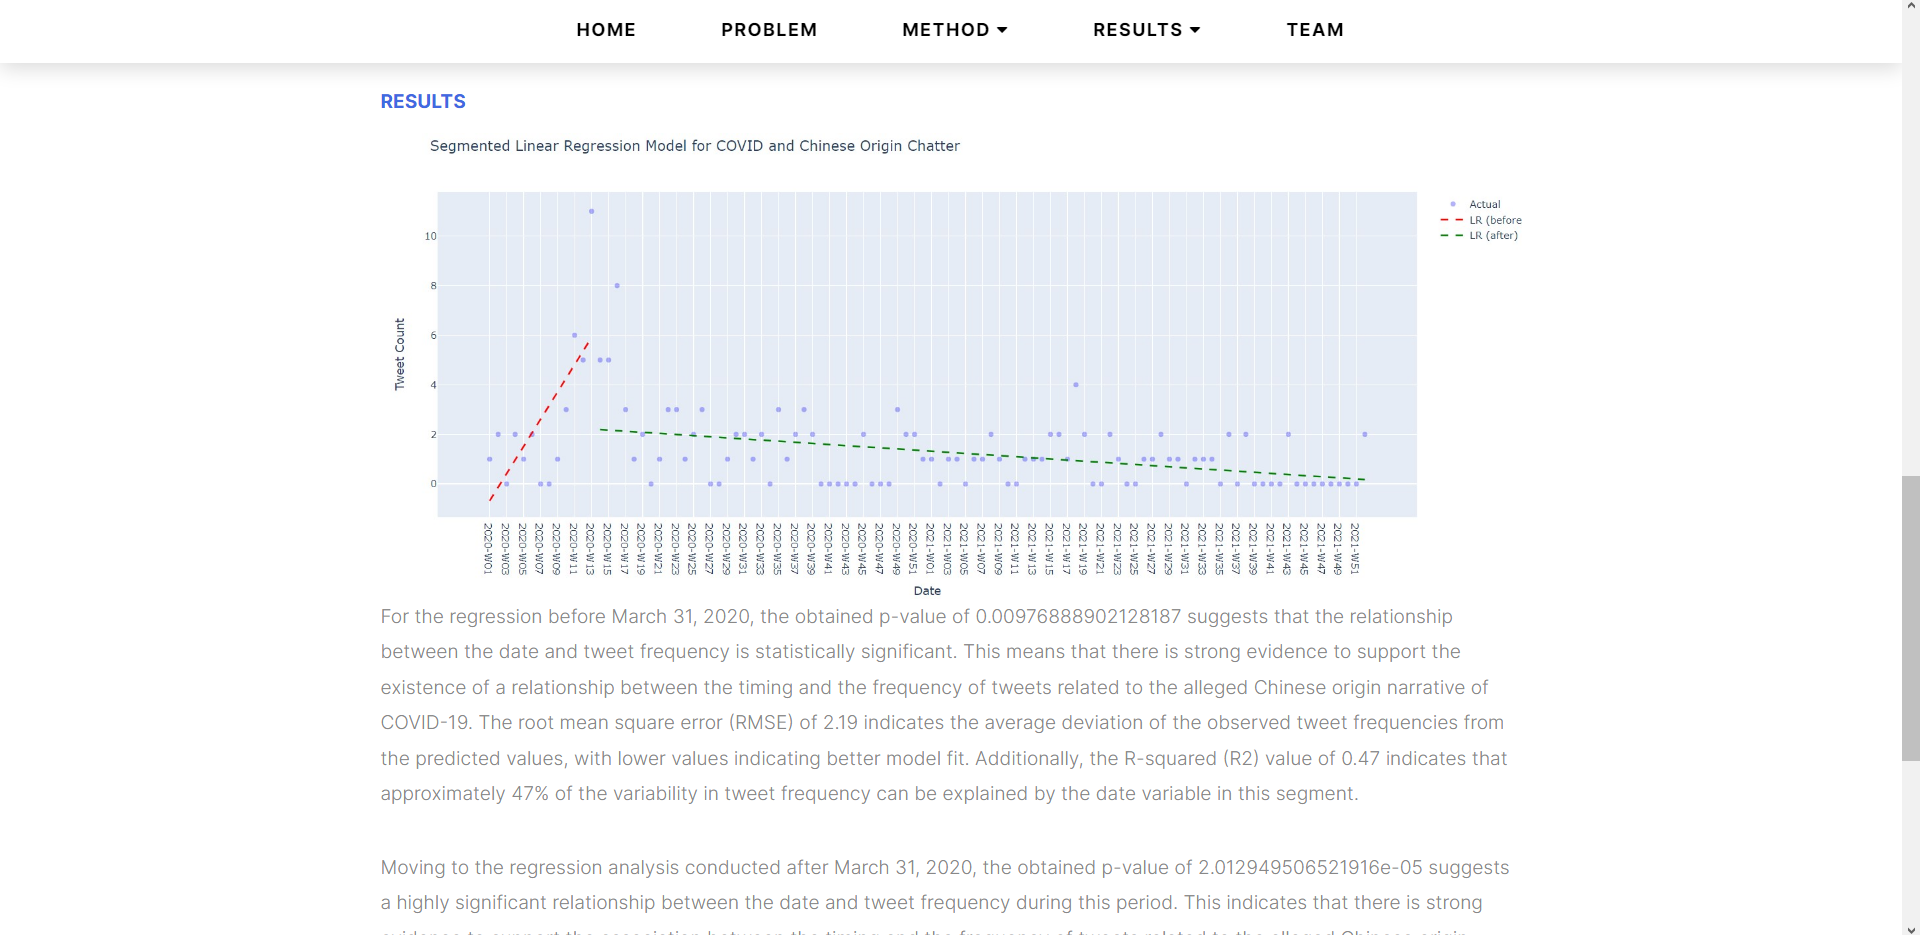 HOME PROBLEM METHOD RESULTS TEAM
RESULTS
Segmented Linear Regression Model for COVID and Chinese Origin Chatter
Actual
LR (before
LR (after)
Tweet Count
10
8
6
4
2
0
2020-W01 2020-W03 2020-W05 2020-W07 2020-W09 2020-W11 2020-W13 2020-W15 2020-W17 2020-W19 2020-W21 2020-W23 2020-W25 2020-W27 2020-W29 2020-W31 2020-W33 2020-W35 2020-W37 2020-W39 2020-W41 2020-W43 2020-W45 2020-W47 2020-W49 2020-W51 2021-W01 2021-W03 2021-W05 2021-W07 2021-W09 2021-W11 2021-W13 2021-W15 2021-W17 2021-W19 2021-W21 2021-W23 2021-W25 2021-W27 2021-W29 2021-W31 2021-W33 2021-W35 2021-W37 2021-W39 2021-W41 2021-W43 2021-W45 2021-W47 2021-W49 2021-W51
Date
For the regression before March 31, 2020, the obtained p-value of 0.00976888902128187 suggests that the relationship
between the date and tweet frequency is statistically significant. This means that there is strong evidence to support the
existence of a relationship between the timing and the frequency of tweets related to the alleged Chinese origin narrative of
COVID-19. The root mean square error (RMSE) of 2.19 indicates the average deviation of the observed tweet frequencies from
the predicted values, with lower values indicating better model fit. Additionally, the R-squared (R2) value of 0.47 indicates that
approximately 47% of the variability in tweet frequency can be explained by the date variable in this segment.
Moving to the regression analysis conducted after March 31, 2020, the obtained p-value of 2.012949506521916e-05 suggests
a highly significant relationship between the date and tweet frequency during this period. This indicates that there is strong